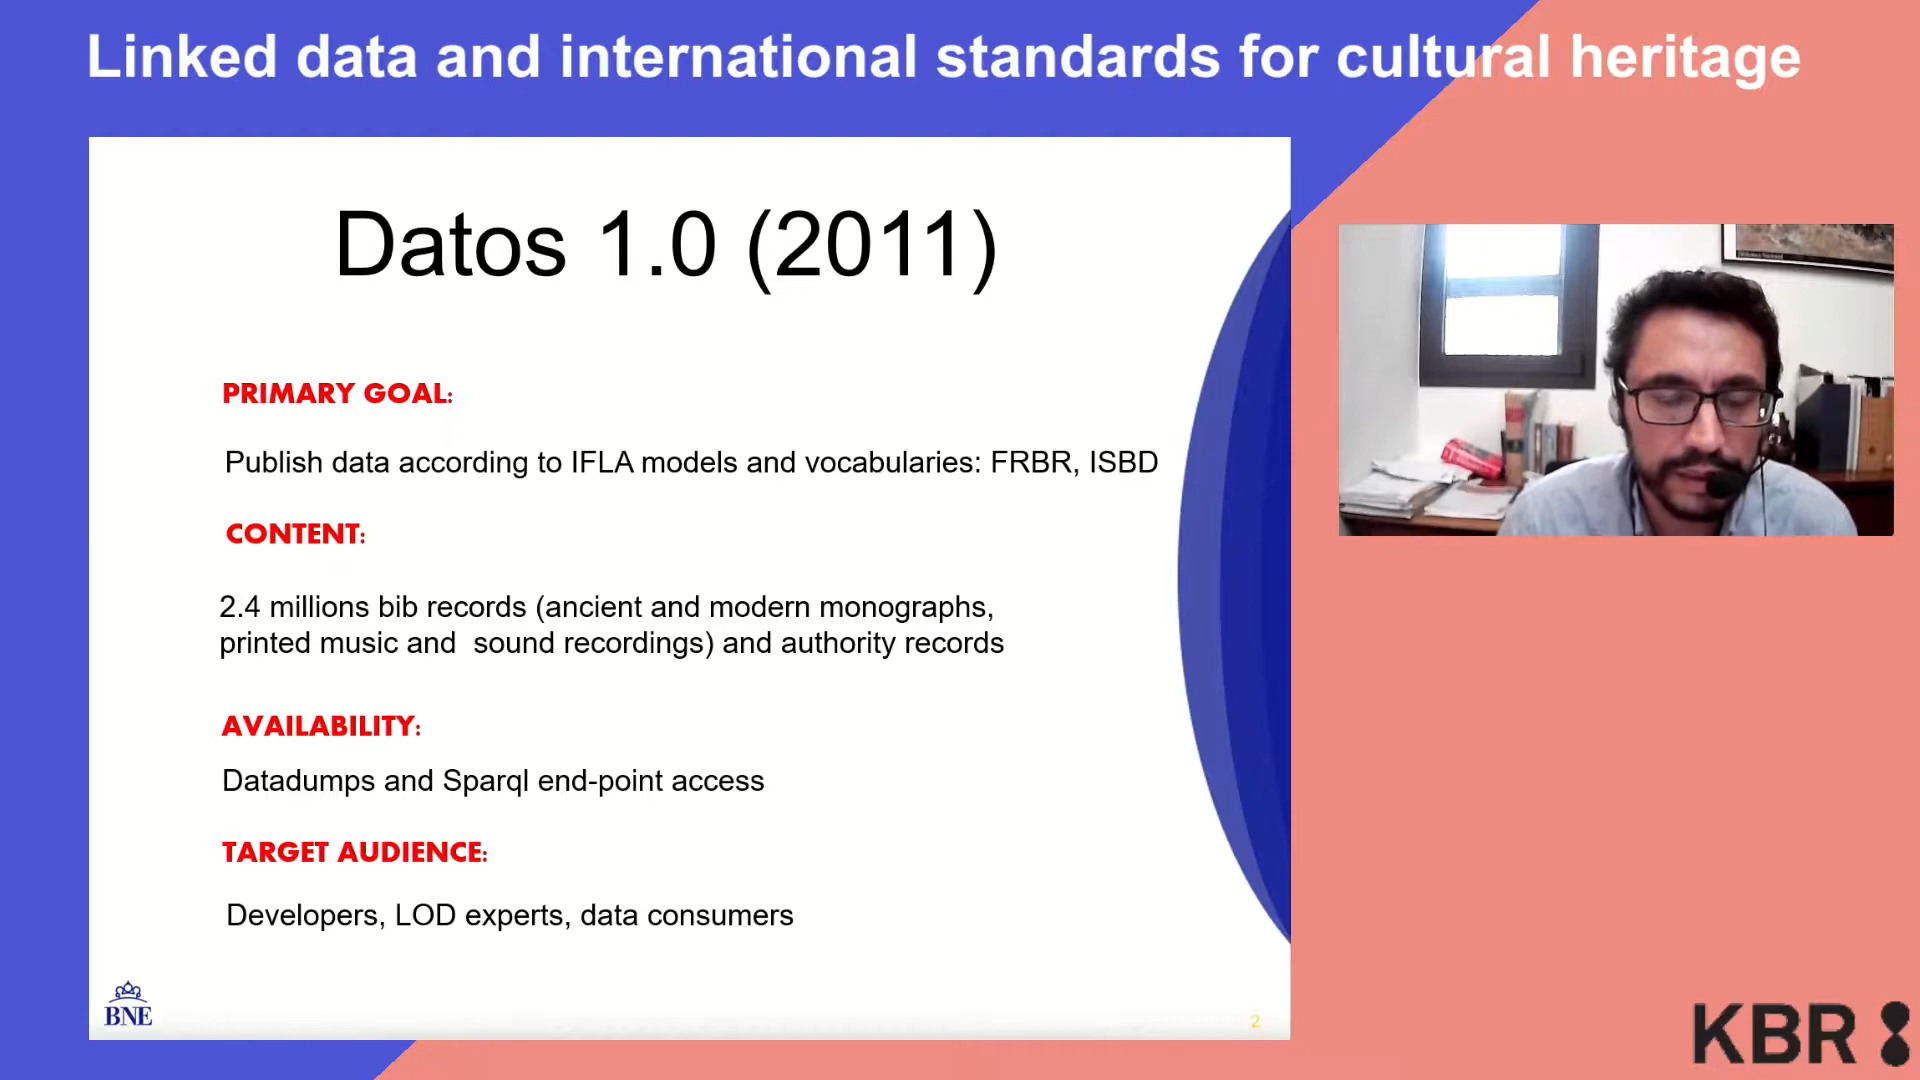 Linked data and international standards for cultural heritage
Datos 1.0 (2011)
PRIMARY GOAL:
Publish data according to IFLA models and vocabularies: FRBR, ISBD
CONTENT:
2.4 millions bib records (ancient and modern monographs,
printed music and  sound recordings) and authority records
AVAILABILITY:
Datadumps and Sparql end-point access
TARGET AUDIENCE:
Developers, LOD experts, data consumers
BNE
2
KBR